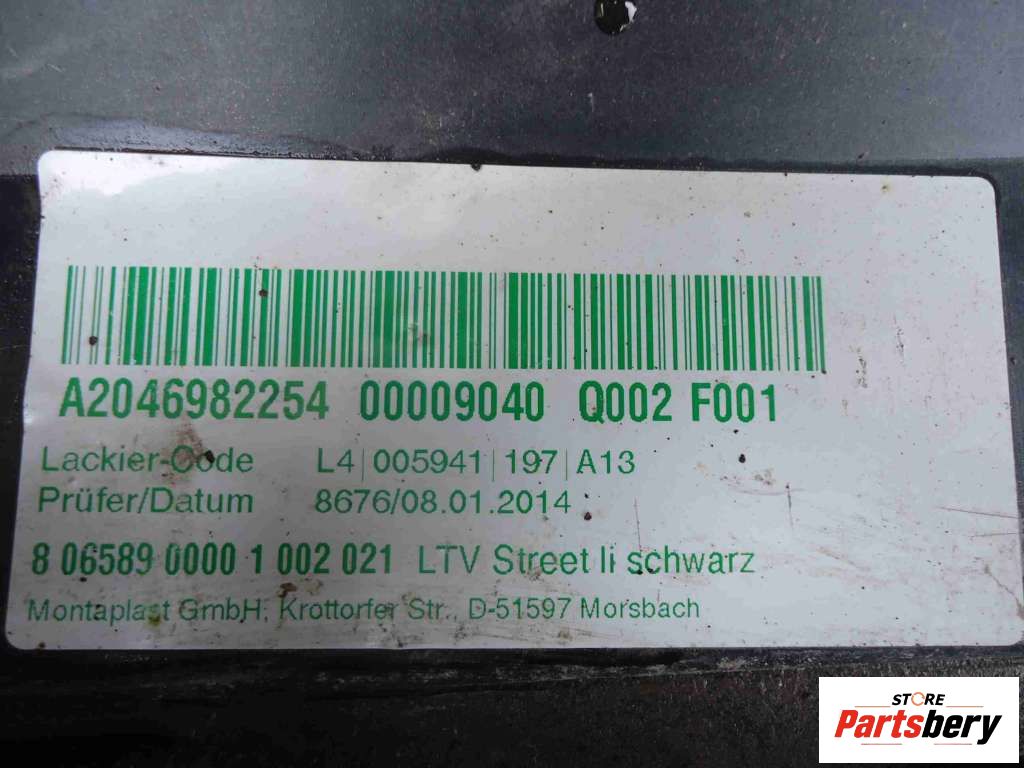 A2046982254 00009040 Q002 F001
Lackier-Code L4|005941|197|A13
Prüfer/Datum 8676/08.01.2014
8 06589 0000 1 002 021 LTV Street li schwarz
Montaplast GmbH, Krottorfer Str., D-51597 Morsbach
STORE
Partsbery